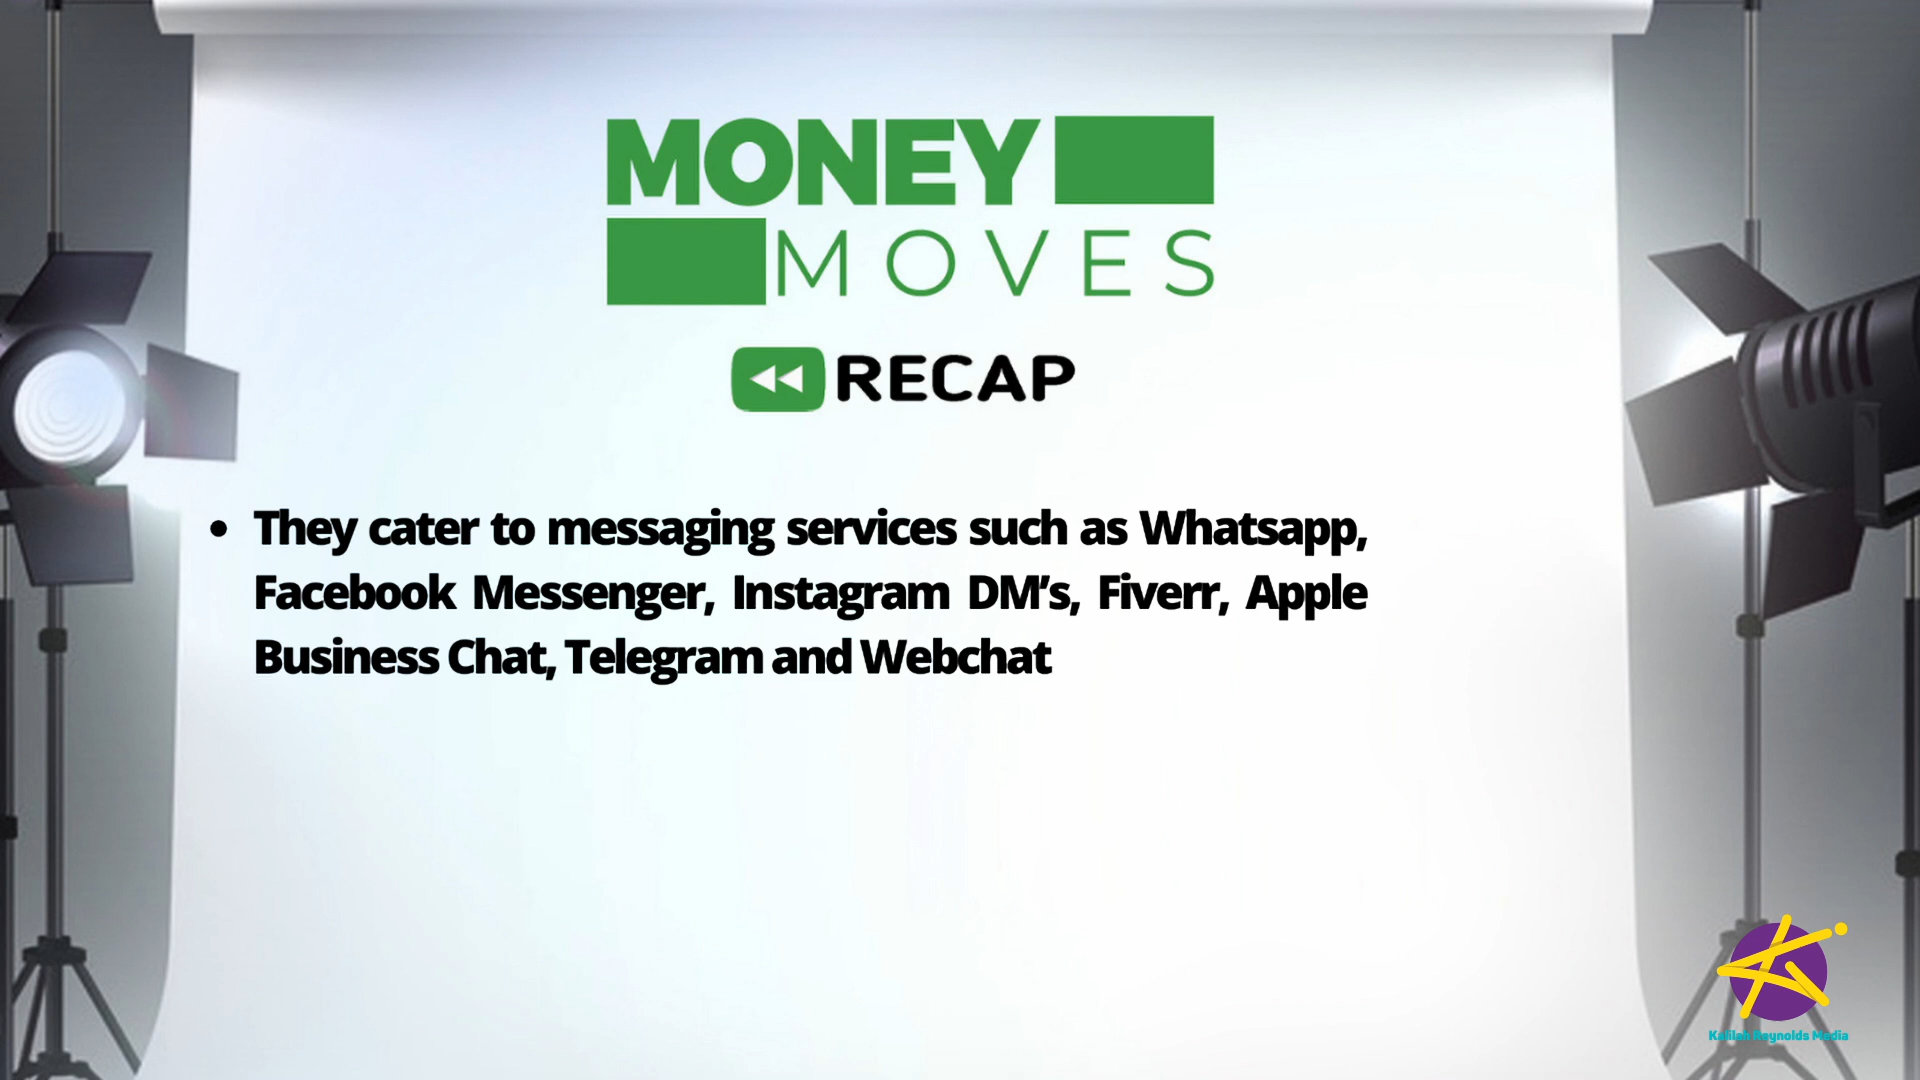 MONEY
MOVES
RECAP
• They cater to messaging services such as Whatsapp,
Facebook Messenger, Instagram DM’s, Fiverr, Apple
Business Chat, Telegram and Webchat
Kalilah Reynolds Media